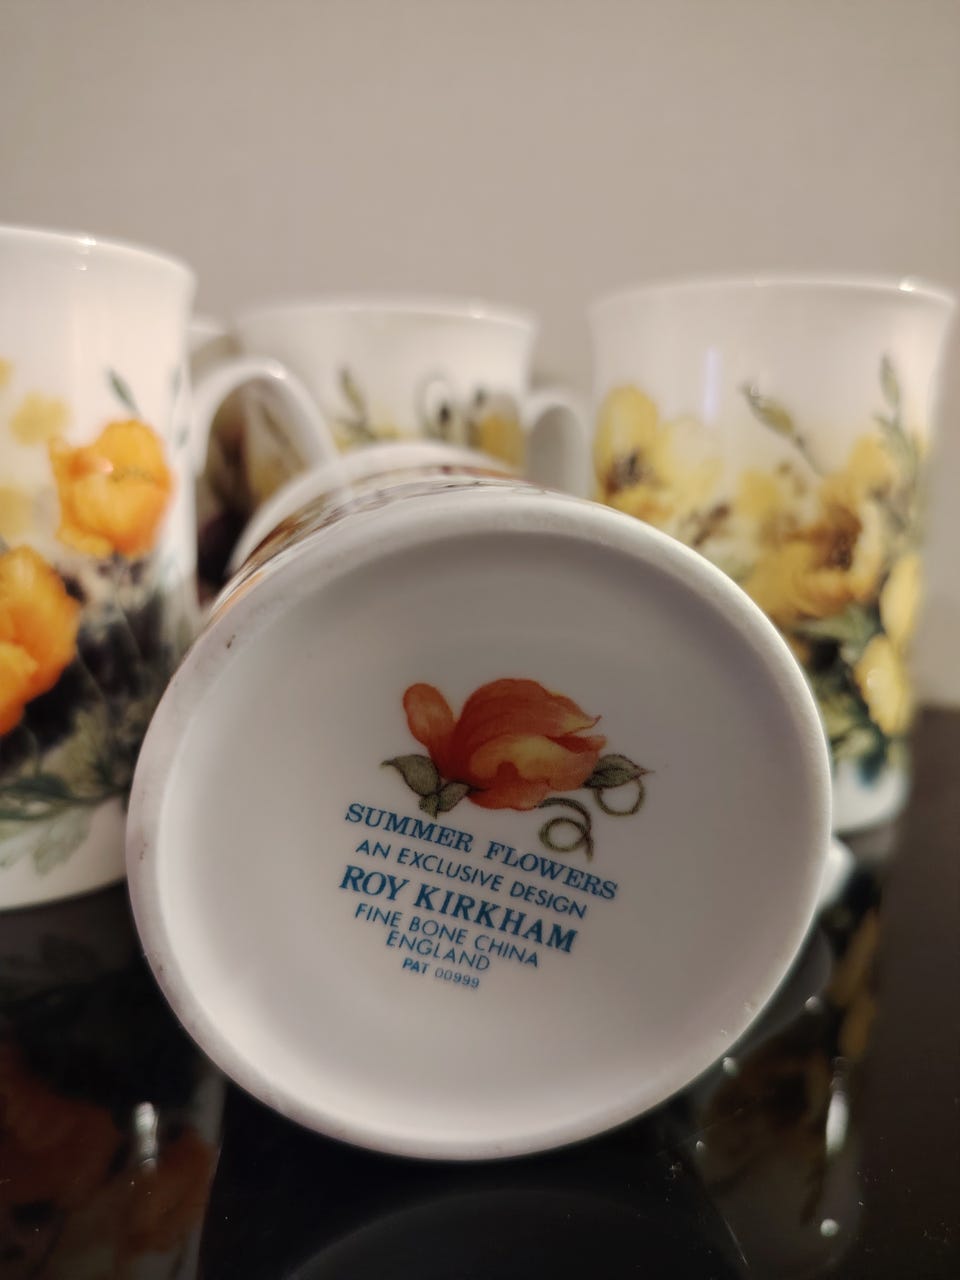 SUMMER FLOWERS
AN EXCLUSIVE DESIGN
ROY KIRKHAM
FINE BONE CHINA
ENGLAND
PAT 00999